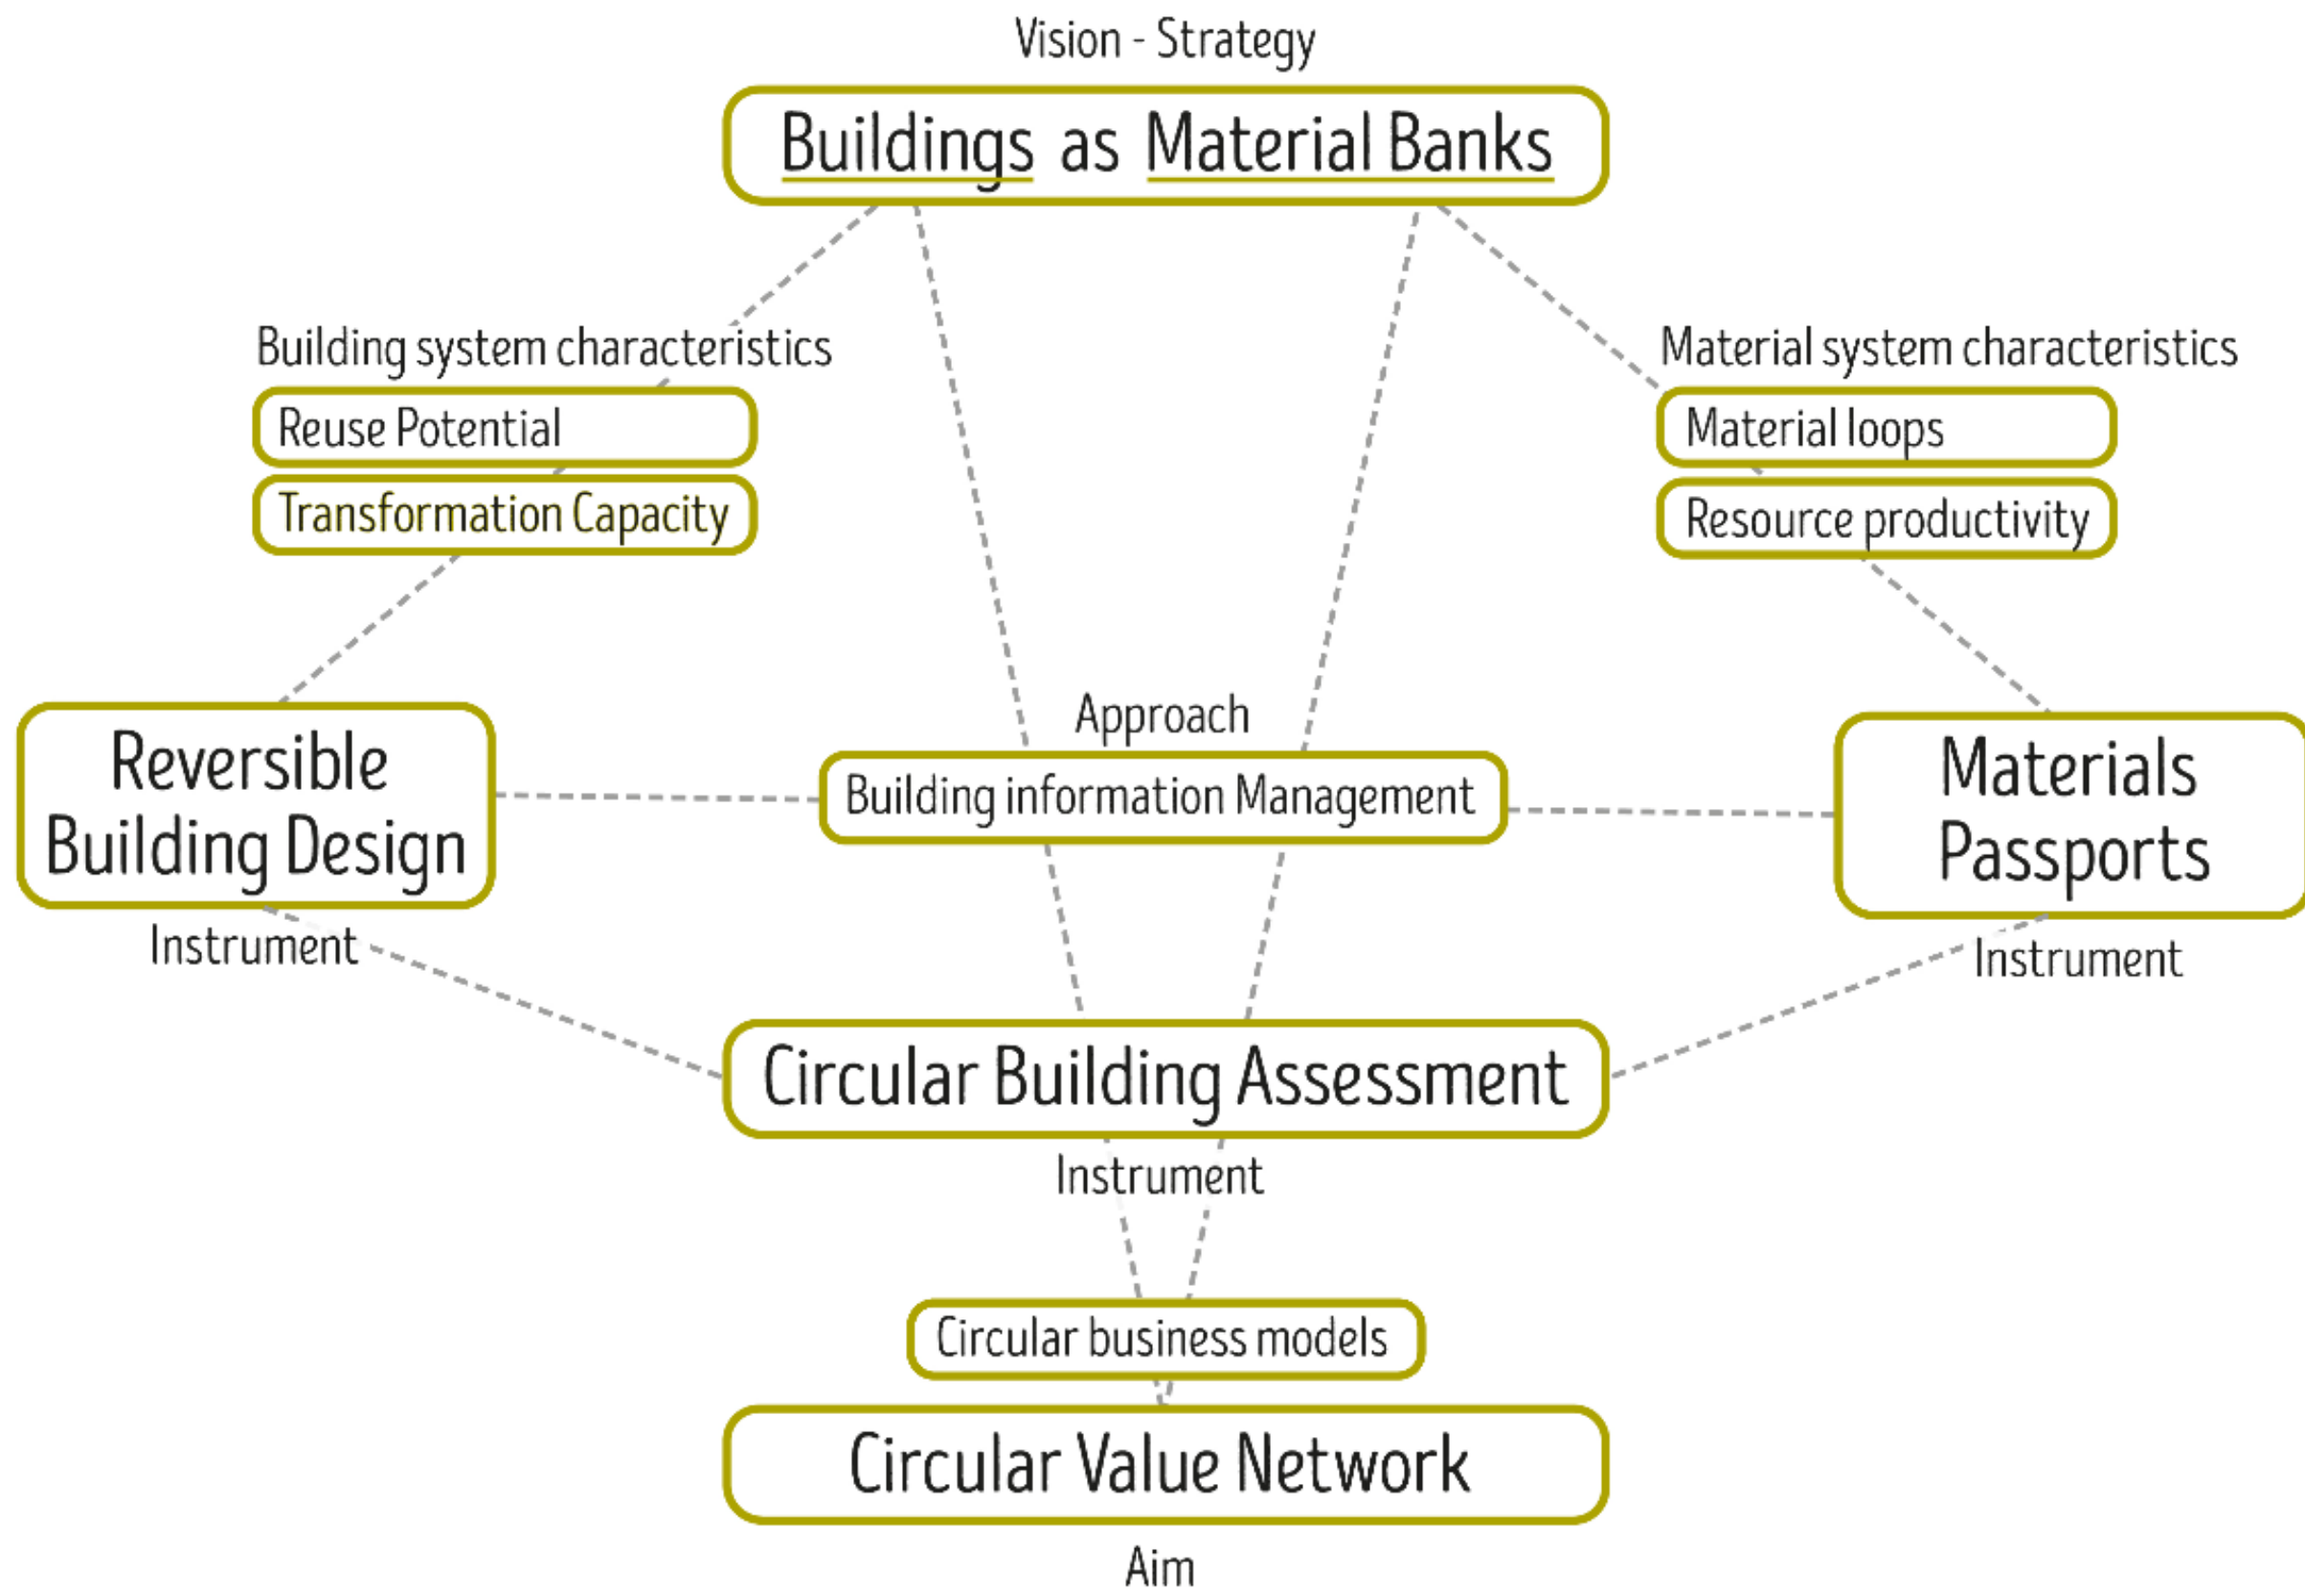 Vision - Strategy
Buildings as Material Banks
Building system characteristics
Reuse Potential
Transformation Capacity
Material system characteristics
Material loops
Resource productivity
Reversible
Building Design
Instrument
Approach
Building information Management
Materials
Passports
Instrument
Circular Building Assessment
Instrument
Circular business models
Circular Value Network
Aim